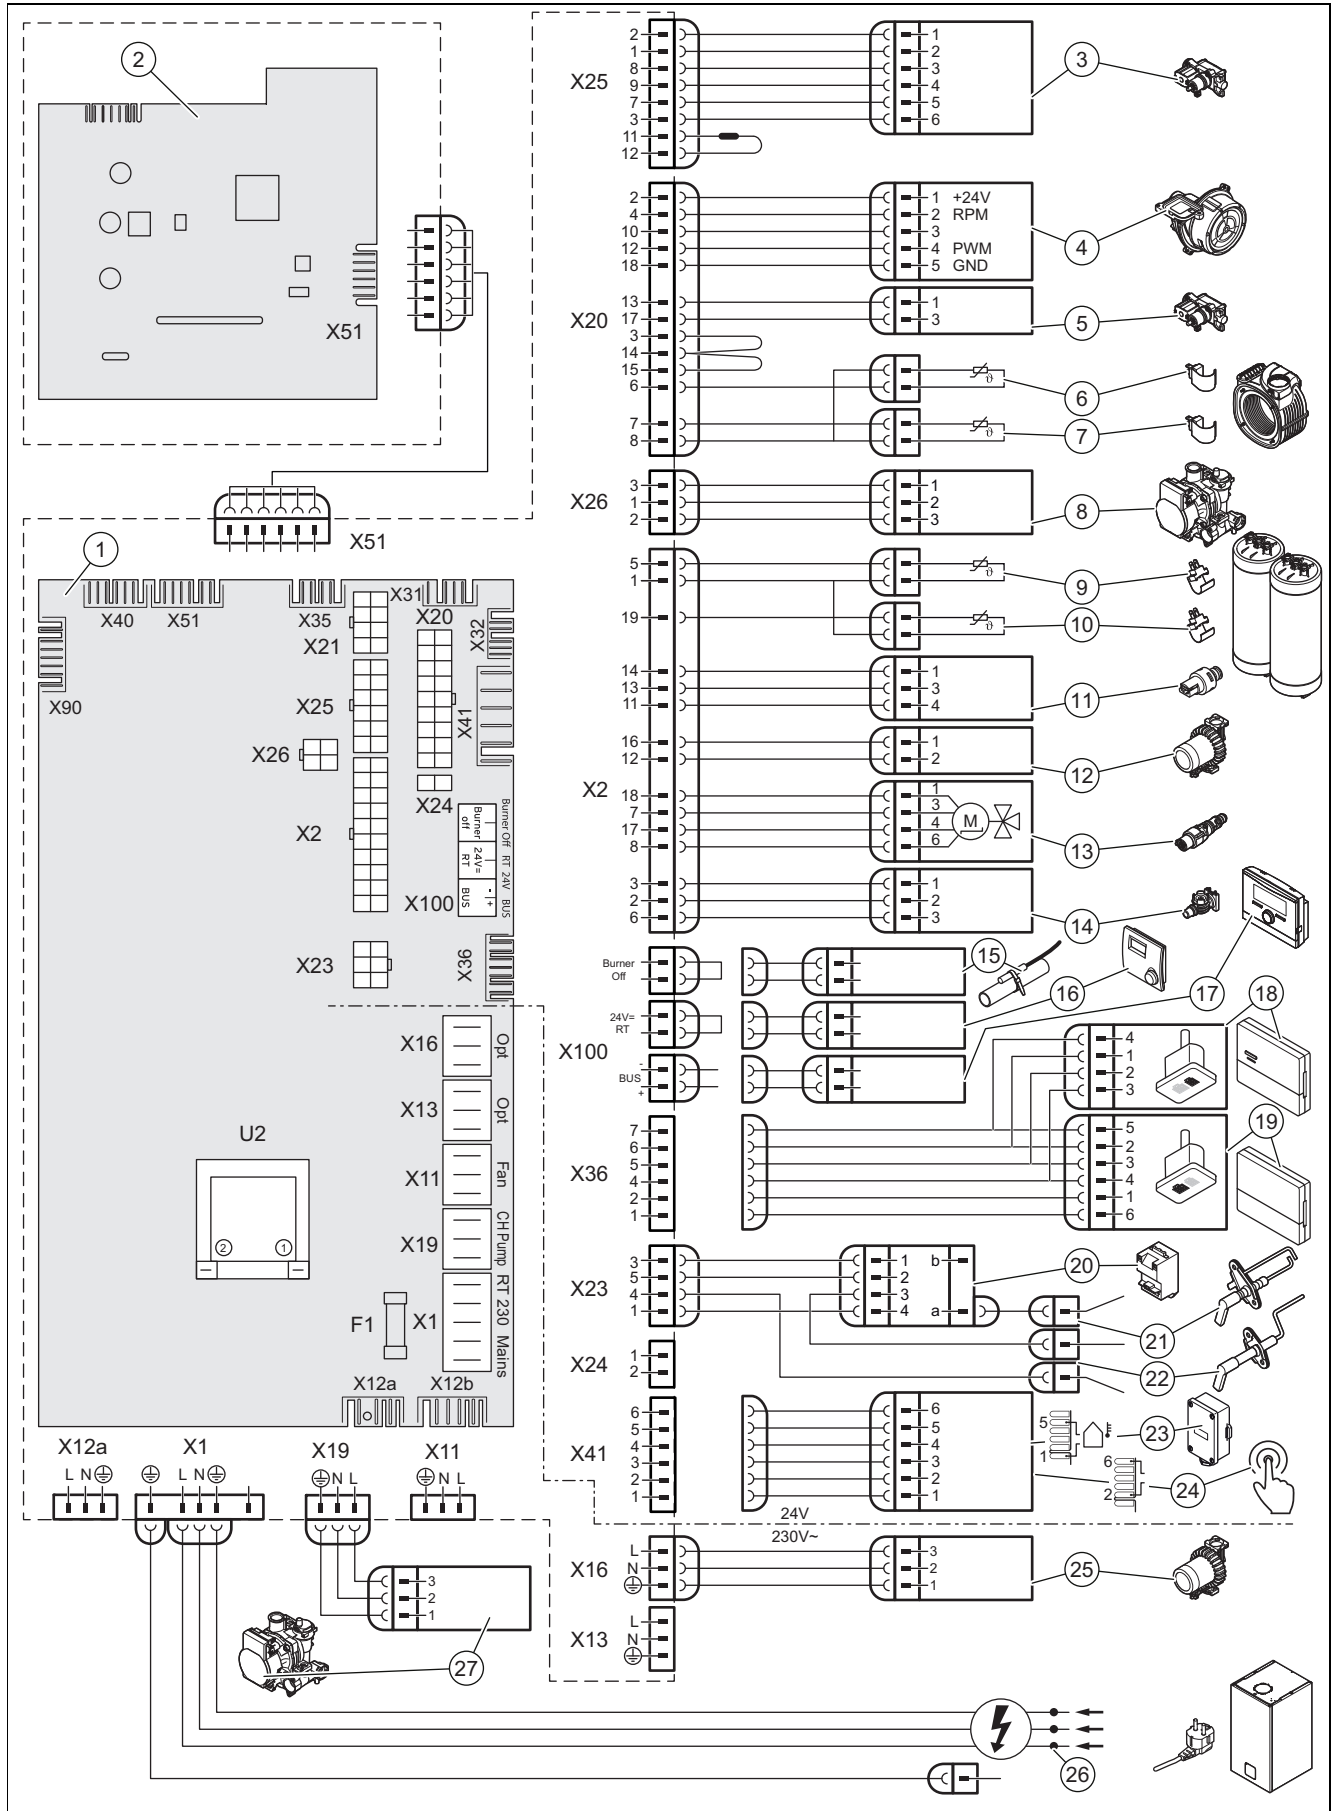 2
X51
X51
1
X40
X51
X35
X31
X21
X20
X32
X90
X25
X41
X26
X24
X2
Burner off
24V= RT
BUS
- +
Burner Off RT 24V BUS
X100
X23
X36
X16
Opt
X13
Opt
U2
X11
Fan
X19
CH Pump
2
1
F1
X1
RT 230 Mains
X12a
X12b
X12a
L N
X1
L N
X19
N L
X11
N L
3
2
1
27
X25
2
1
8
9
7
3
11
12
1
2
3
4
5
6
3
X20
2
4
10
12
18
13
17
3
14
15
6
7
8
1 +24V
2 RPM
3
4 PWM
5 GND
4
1
3
5
ϑ
6
ϑ
7
X26
3
1
2
1
2
3
8
X2
5
1
19
14
13
11
16
12
18
7
17
8
3
2
6
ϑ
9
ϑ
10
1
3
4
11
1
2
12
1
3
4
6
M
13
1
2
3
14
X100
Burner
Off
24V=
RT
-
BUS
+
15
16
17
18
4
1
2
3
X36
7
6
5
4
2
1
5
2
3
4
1
6
19
X23
3
5
4
1
1
2
3
4
b
a
20
21
X24
1
2
22
X41
6
5
4
3
2
1
6
5
4
3
2
1
5
1
23
6
2
24
24V
230V~
X16
L
N
3
2
1
25
X13
L
N
26